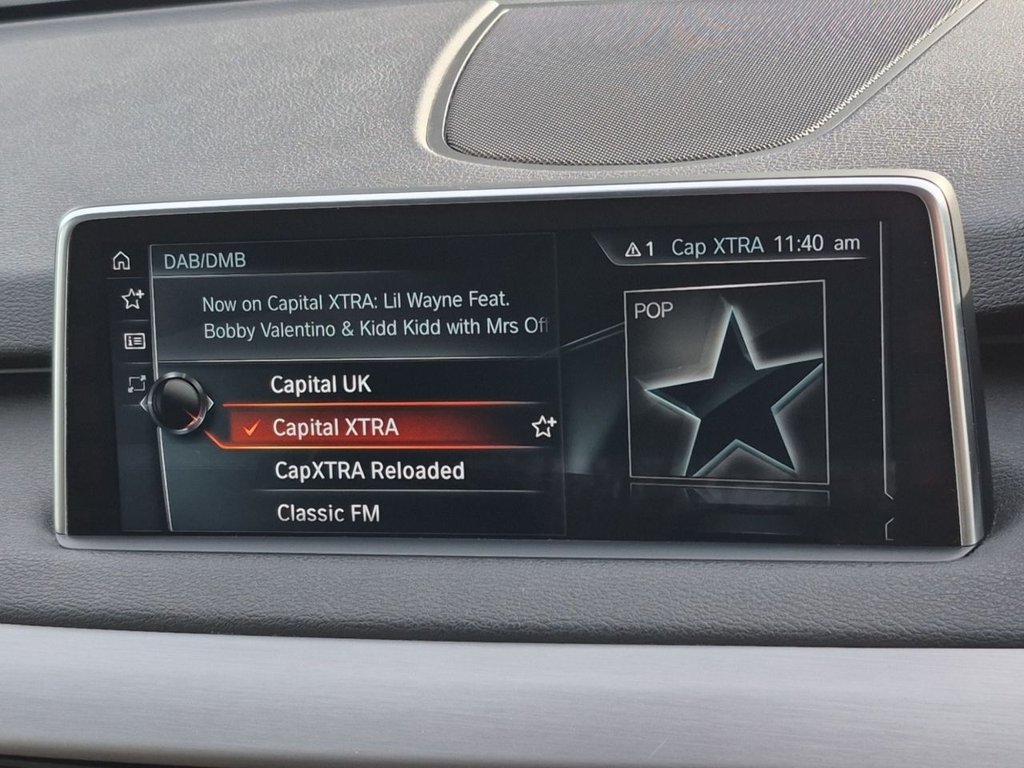 DAB/DMB
1 Cap XTRA 11:40 am
Now on Capital XTRA: Lil Wayne Feat.
Bobby Valentino & Kidd Kidd with Mrs Off
POP
Capital UK
Capital XTRA
CapXTRA Reloaded
Classic FM